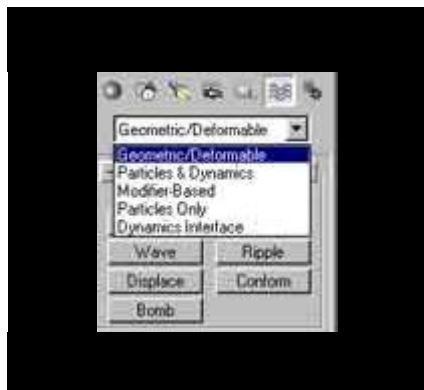 Geometric/Deformable
Geometric/Deformable
Particles & Dynamics
Modifier-Based
Particles Only
Dynamics Interface
Wave Ripple
Displace Conform
Bomb